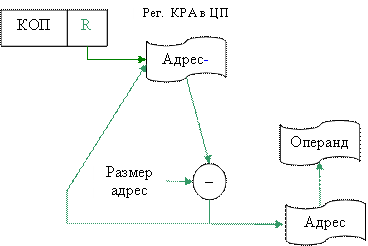 Рег. КРА в ЦП
КОП R
Адрес-
Операнд
Размер
адрес
–
Адрес